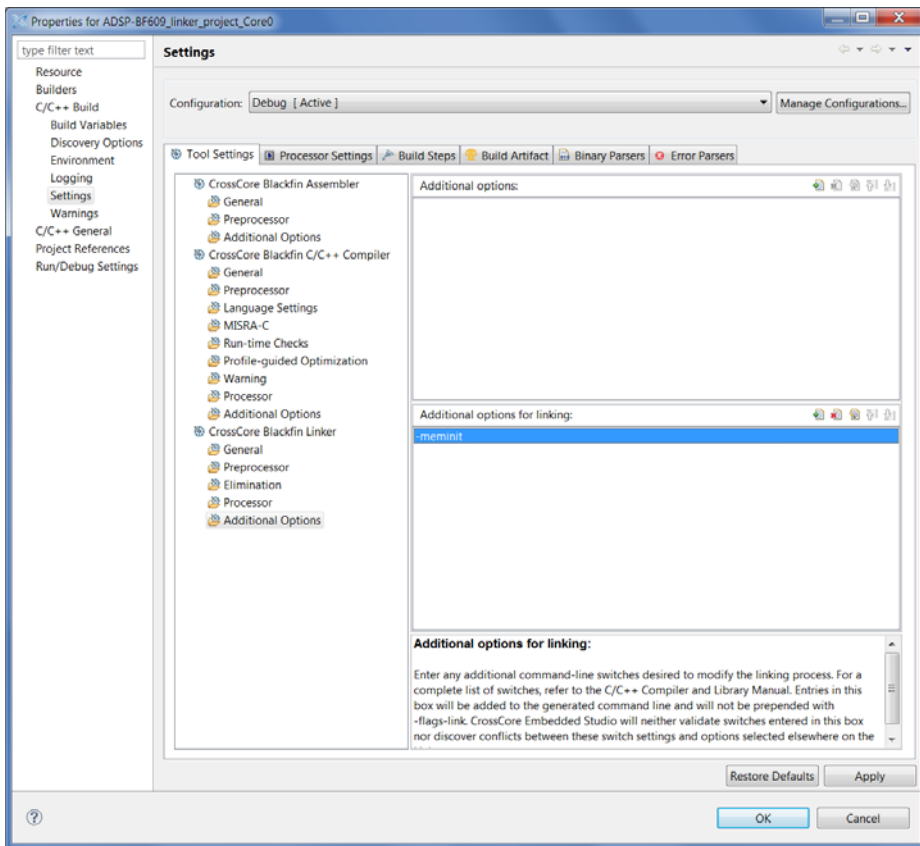 Properties for ADSP-BF609_linker_project_Core0
type filter text
Resource
Builders
C/C++ Build
Build Variables
Discovery Options
Environment
Logging
Settings
Warnings
C/C++ General
Project References
Run/Debug Settings
Settings
Configuration: Debug [ Active ]
Manage Configurations...
Tool Settings Processor Settings Build Steps Build Artifact Binary Parsers Error Parsers
CrossCore Blackfin Assembler
General
Preprocessor
Additional Options
CrossCore Blackfin C/C++ Compiler
General
Preprocessor
Language Settings
MISRA-C
Run-time Checks
Profile-guided Optimization
Warning
Processor
Additional Options
CrossCore Blackfin Linker
General
Preprocessor
Elimination
Processor
Additional Options
Additional options:
Additional options for linking:
-meminit
Additional options for linking:
Enter any additional command-line switches desired to modify the linking process. For a
complete list of switches, refer to the C/C++ Compiler and Library Manual. Entries in this
box will be added to the generated command line and will not be prepended with
-flags-link. CrossCore Embedded Studio will neither validate switches entered in this box
nor discover conflicts between these switch settings and options selected elsewhere on the
Restore Defaults Apply
OK Cancel